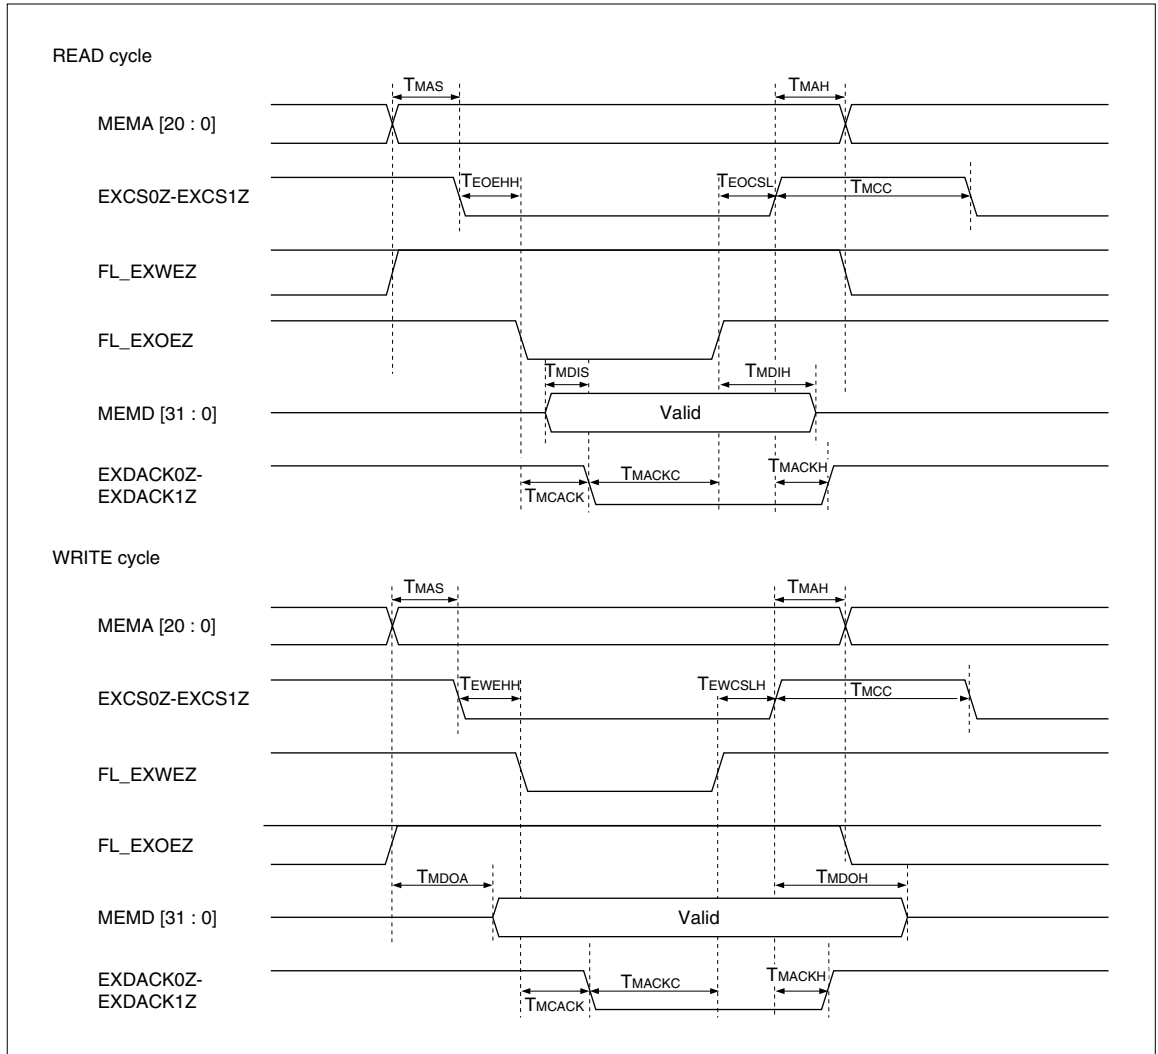 READ cycle
TMAS TMAH
MEMA [20 : 0]
TEOEHH TEOCSL TMCC
EXCS0Z-EXCS1Z
FL_EXWEZ
FL_EXOEZ
TMDIS TMDIH
MEMD [31 : 0] Valid
EXDACK0Z-
EXDACK1Z
TMCACK TMACKC TMACKH
WRITE cycle
TMAS TMAH
MEMA [20 : 0]
TEWEHH TEWCSLH TMCC
EXCS0Z-EXCS1Z
FL_EXWEZ
FL_EXOEZ
TMDOA TMDOH
MEMD [31 : 0] Valid
EXDACK0Z-
EXDACK1Z
TMCACK TMACKC TMACKH